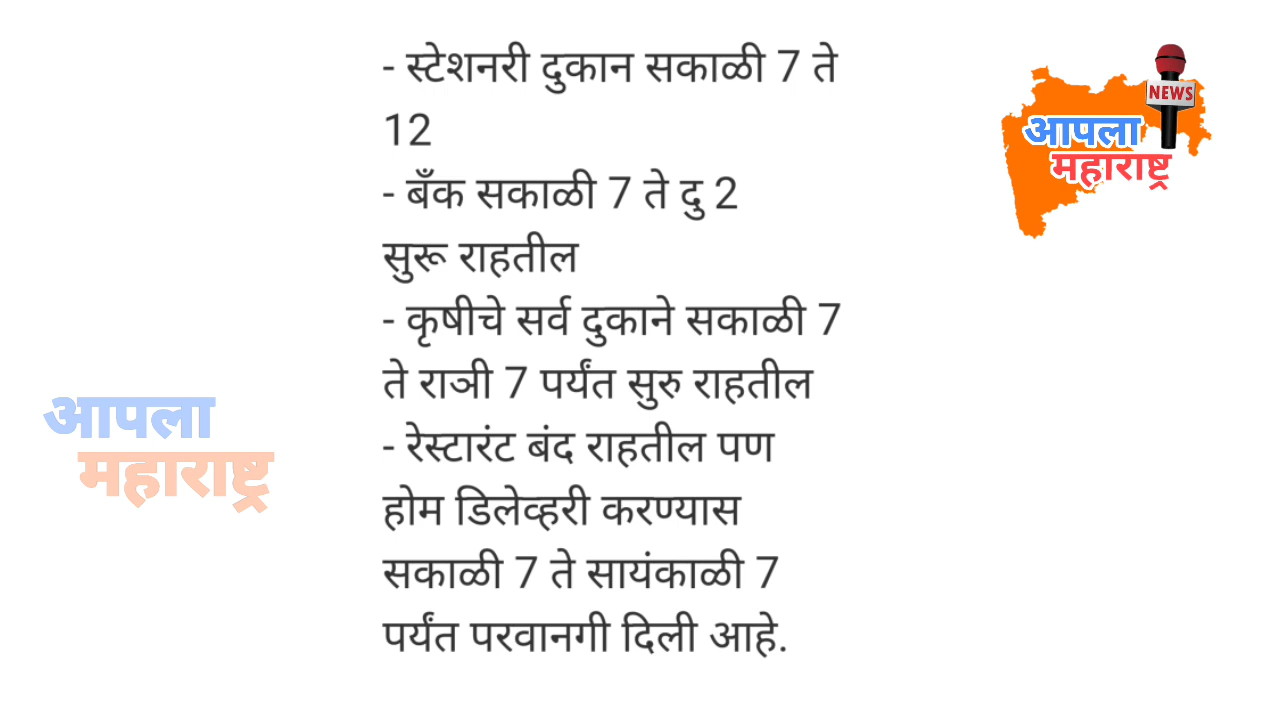 - स्टेशनरी दुकान सकाळी 7 ते
12
- बँक सकाळी 7 ते दु 2
सुरू राहतील
- कृषीचे सर्व दुकाने सकाळी 7
ते राञी 7 पर्यंत सुरु राहतील
- रेस्टारंट बंद राहतील पण
होम डिलेव्हरी करण्यास
सकाळी 7 ते सायंकाळी 7
पर्यंत परवानगी दिली आहे.
NEWS
आपला
महाराष्ट्र
आपला
महाराष्ट्र